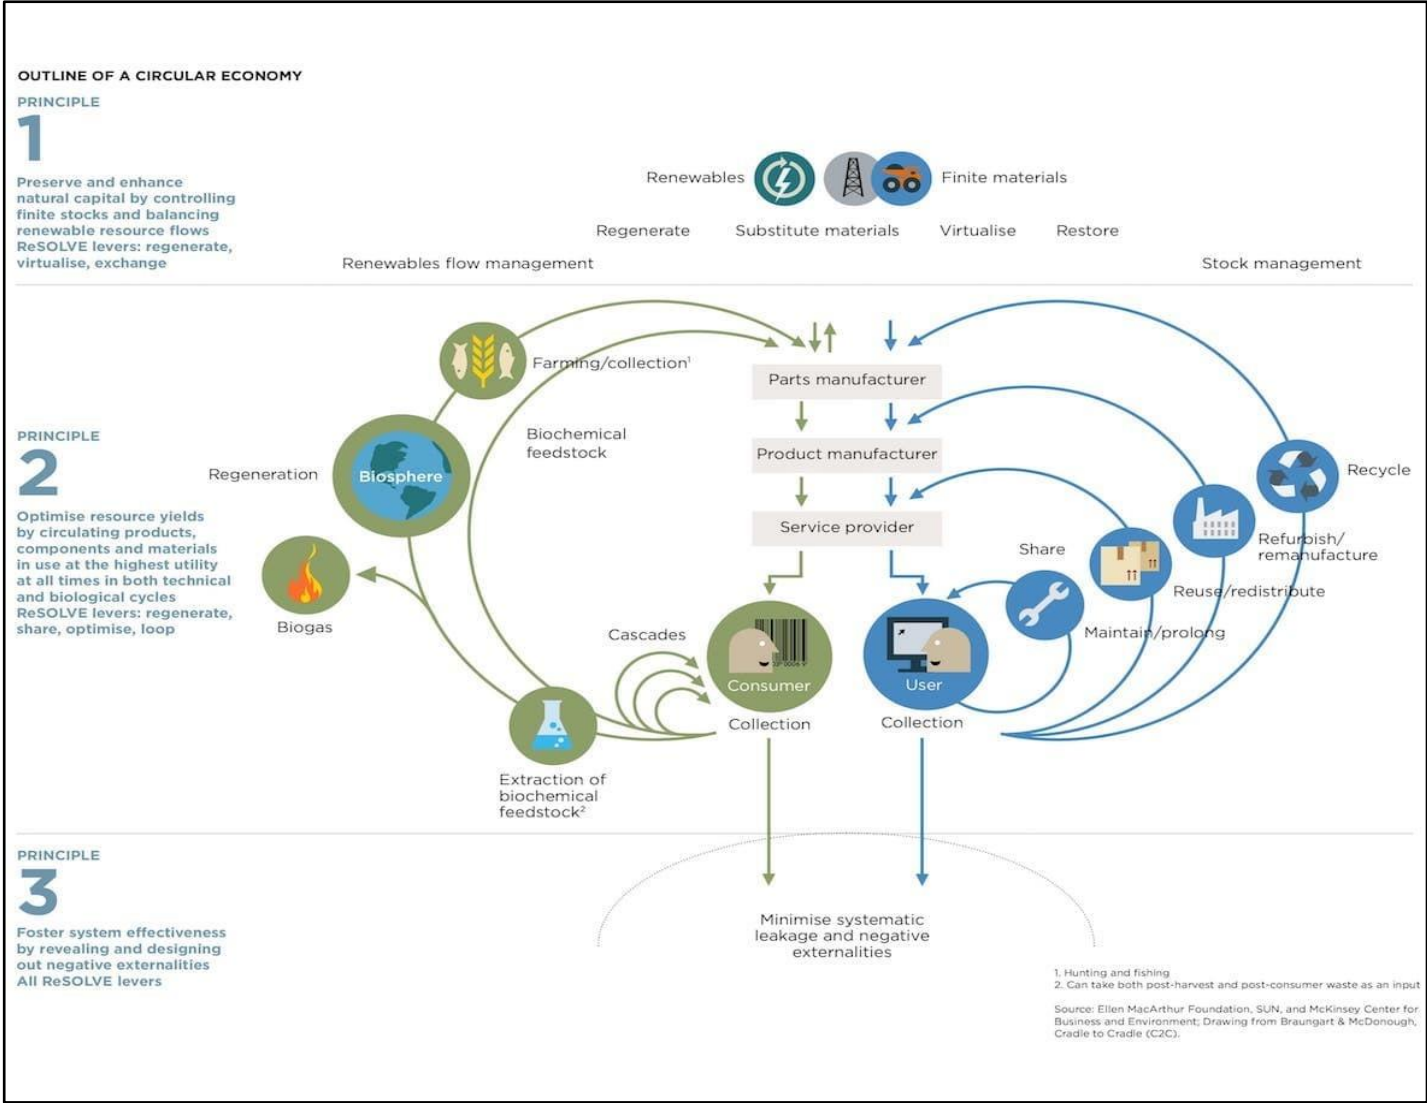 OUTLINE OF A CIRCULAR ECONOMY
PRINCIPLE
1
Preserve and enhance
natural capital by controlling
finite stocks and balancing
renewable resource flows
ReSOLVE levers: regenerate,
virtualise, exchange
Renewables
Finite materials
Regenerate
Substitute materials
Virtualise
Restore
Renewables flow management
Stock management
PRINCIPLE
2
Optimise resource yields
by circulating products,
components and materials
in use at the highest utility
at all times in both technical
and biological cycles
ReSOLVE levers: regenerate,
share, optimise, loop
Farming/collection¹
Biochemical
feedstock
Regeneration
Biosphere
Biogas
Cascades
Extraction of
biochemical
feedstock²
Parts manufacturer
Product manufacturer
Service provider
Consumer
Collection
User
Collection
Share
Maintain/prolong
Reuse/redistribute
Refurbish/
remanufacture
Recycle
PRINCIPLE
3
Foster system effectiveness
by revealing and designing
out negative externalities
All ReSOLVE levers
Minimise systematic
leakage and negative
externalities
1. Hunting and fishing
2. Can take both post-harvest and post-consumer waste as an input
Source: Ellen MacArthur Foundation, SUN, and McKinsey Center for
Business and Environment; Drawing from Braungart & McDonough,
Cradle to Cradle (C2C).